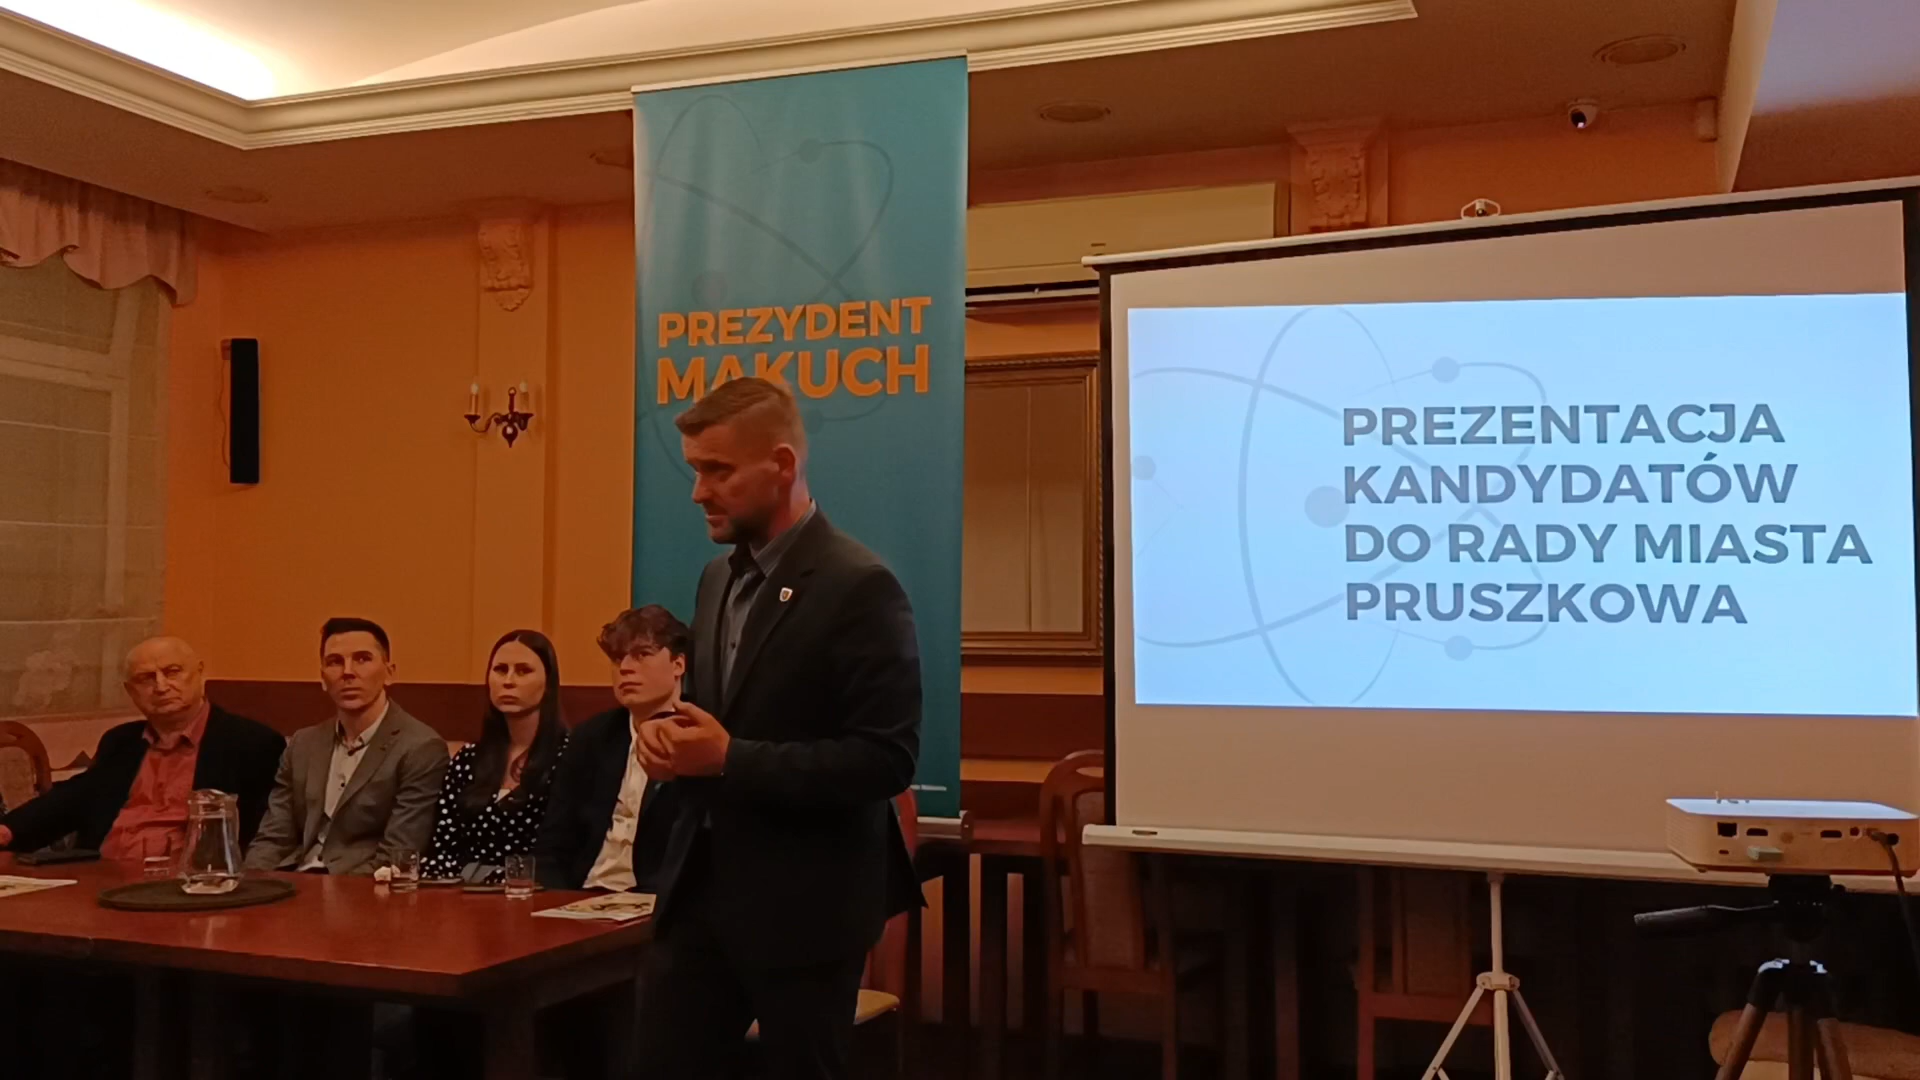 PREZYDENT
MAKUCH
PREZENTACJA
KANDYDATÓW
DO RADY MIASTA
PRUSZKOWA